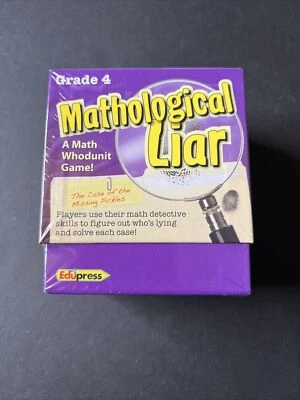 Grade 4
Mathological
Liar
A Math
Whodunit
Game!
The Case of the
Missing Pickles
Players use their math detective
skills to figure out who's lying
and solve each case!
Edupress